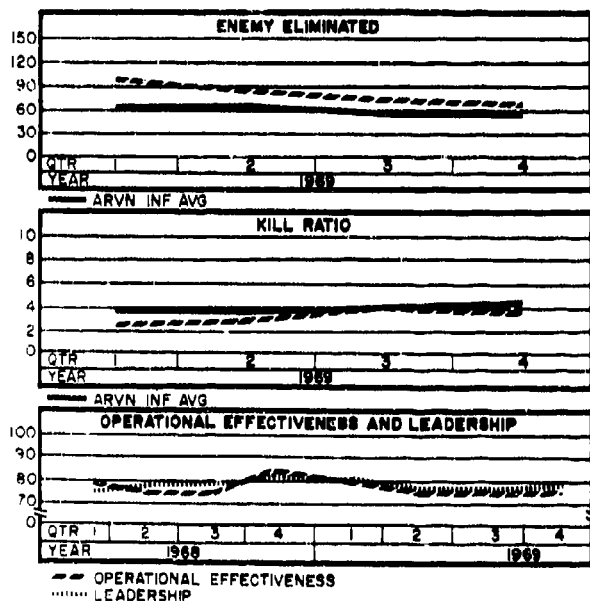 ENEMY ELIMINATED
150
120
90
60
30
0
QTR 1 2 3 4
YEAR 1969
ARVN INF AVG
KILL RATIO
10
8
6
4
2
0
QTR 1 2 3 4
YEAR 1969
ARVN INF AVG
OPERATIONAL EFFECTIVENESS AND LEADERSHIP
100
90
80
70
0
QTR 1 2 3 4 1 2 3 4
YEAR 1968 1969
OPERATIONAL EFFECTIVENESS
LEADERSHIP